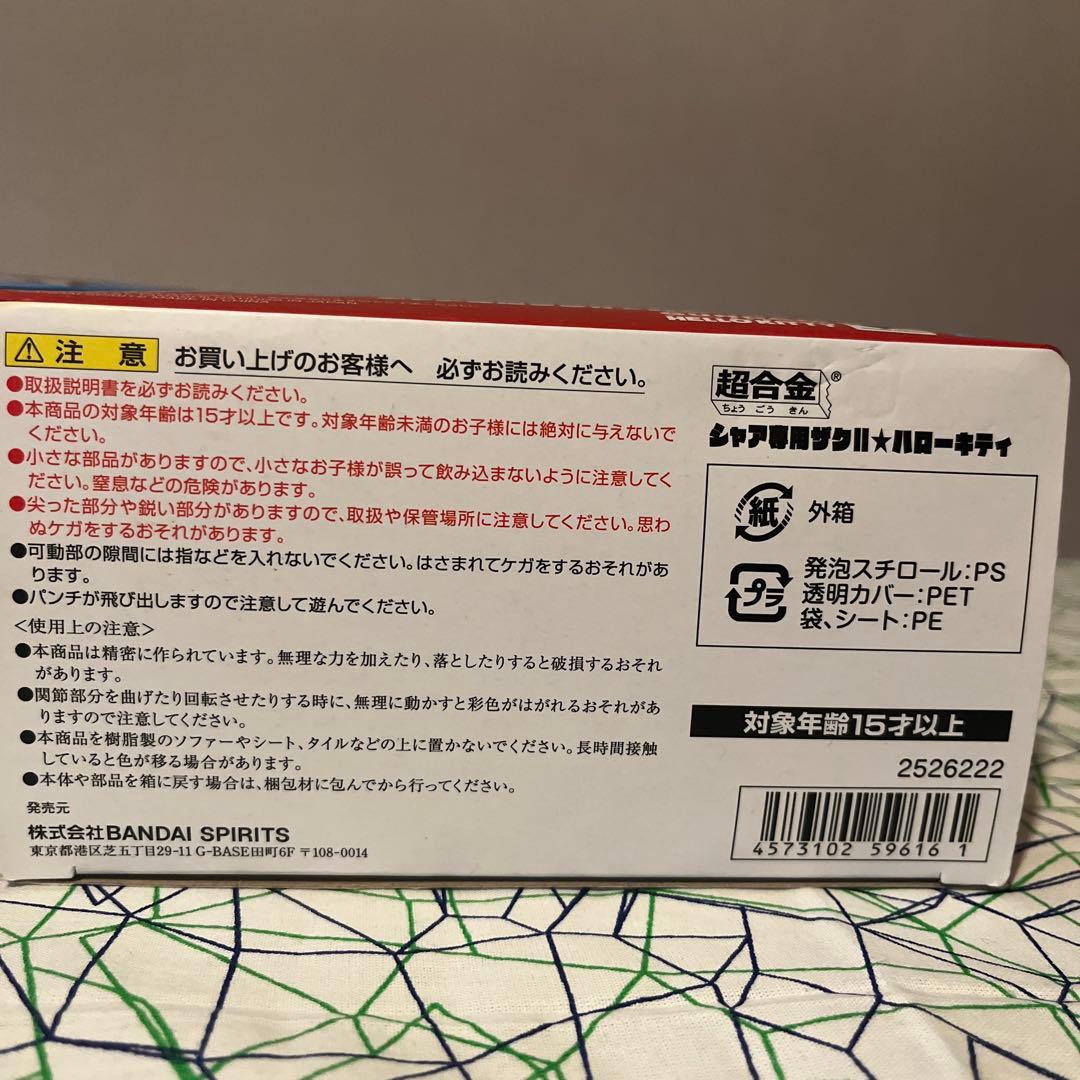 HELLO KITTY
注 意 お買い上げのお客様へ 必ずお読みください。
●取扱説明書を必ずお読みください。
●本商品の対象年齢は15才以上です。対象年齢未満のお子様には絶対に与えないで
ください。
●小さな部品がありますので、小さなお子様が誤って飲み込まないように注意してく
ださい。窒息などの危険があります。
●尖った部分や鋭い部分がありますので、取扱や保管場所に注意してください。思わ
ぬケガをするおそれがあります。
●可動部の隙間には指などを入れないでください。はさまれてケガをするおそれがあ
ります。
●パンチが飛び出しますので注意して遊んでください。
＜使用上の注意＞
●本商品は精密に作られています。無理な力を加えたり、落としたりすると破損するおそれ
があります。
●関節部分を曲げたり回転させたりする時に、無理に動かすと彩色がはがれるおそれがあ
りますので注意してください。
●本商品を樹脂製のソファーやシート、タイルなどの上に置かないでください。長時間接触
していると色が移る場合があります。
●本体や部品を箱に戻す場合は、梱包材に包んでから行ってください。
発売元
株式会社BANDAI SPIRITS
東京都港区芝五丁目29-11 G-BASE田町6F 〒108-0014
超合金®
ちょう ごう きん
シャア専用ザクII★ハローキティ
紙 外箱
プラ 発泡スチロール：PS
透明カバー：PET
袋、シート：PE
対象年齢15才以上
2526222
4573102 59616 1